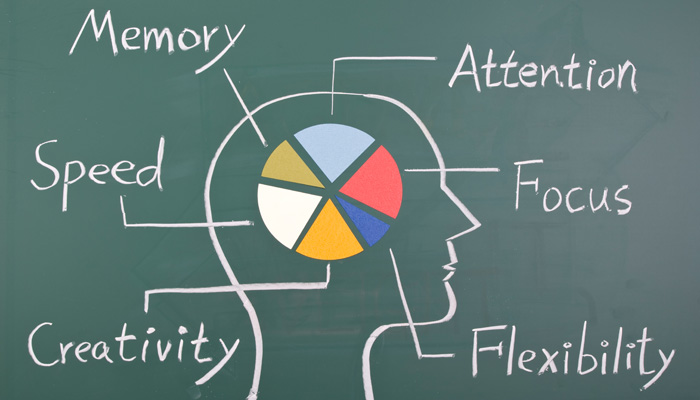 Memory
Attention
Speed
Focus
Creativity
Flexibility